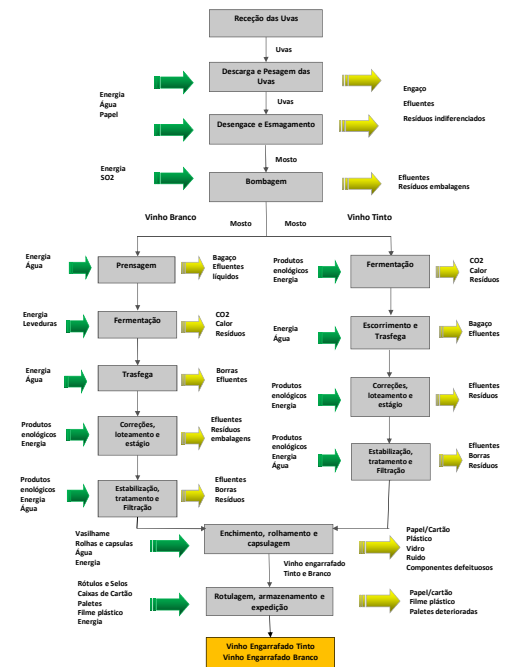 Receção das Uvas
Uvas
Descarga e Pesagem das
Uvas
Energia
Água
Papel
Engaço
Efluentes
Resíduos indiferenciados
Uvas
Desengace e Esmagamento
Mosto
Energia
SO2
Bombagem
Efluentes
Resíduos embalagens
Vinho Branco
Mosto
Mosto
Vinho Tinto
Energia
Água
Prensagem
Bagaço
Efluentes
líquidos
Produtos
enológicos
Energia
Fermentação
CO2
Calor
Resíduos
Energia
Leveduras
Fermentação
CO2
Calor
Resíduos
Energia
Água
Escorrimento e
Trasfega
Bagaço
Efluentes
Energia
Água
Trasfega
Borras
Efluentes
Produtos
enológicos
Energia
Correções,
loteamento e
estágio
Efluentes
Resíduos
Produtos
enológicos
Energia
Correções,
loteamento e
estágio
Efluentes
Resíduos
embalagens
Produtos
enológicos
Energia
Água
Estabilização,
tratamento e
Filtração
Efluentes
Borras
Resíduos
Produtos
enológicos
Energia
Água
Estabilização,
tratamento e
Filtração
Efluentes
Borras
Resíduos
Vasilhame
Rolhas e capsulas
Água
Energia
Enchimento, rolhamento e
capsulagem
Papel/Cartão
Plástico
Vidro
Ruido
Componentes defeituosos
Vinho engarrafado
Tinto e Branco
Rótulos e Selos
Caixas de Cartão
Paletes
Filme plástico
Energia
Rotulagem, armazenamento e
expedição
Papel/cartão
Filme plástico
Paletes deterioradas
Vinho Engarrafado Tinto
Vinho Engarrafado Branco